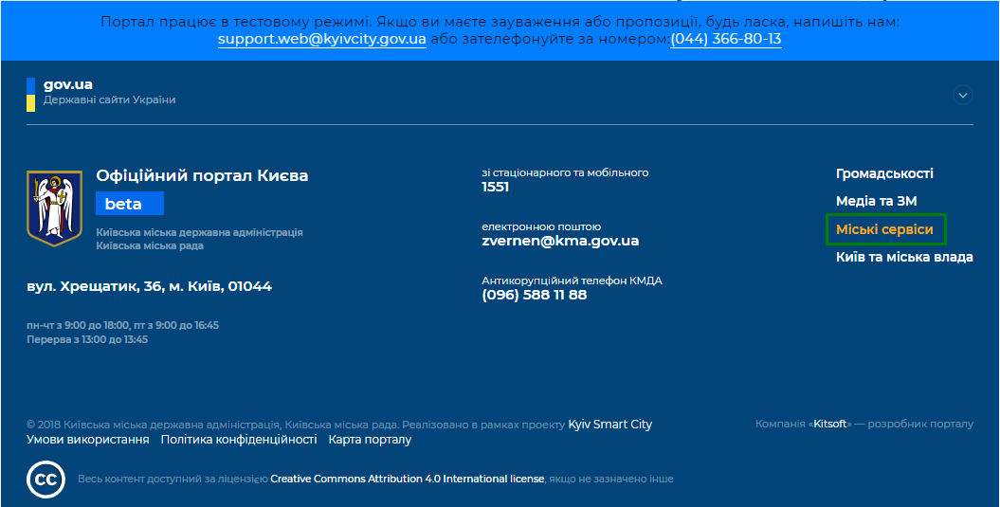 Портал працює в тестовому режимі. Якщо ви маєте зауваження або пропозиції, будь ласка, напишіть нам:
support.web@kyivcity.gov.ua або зателефонуйте за номером:(044) 366-80-13
gov.ua
Державні сайти України
Офіційний портал Києва
beta
Київська міська державна адміністрація
Київська міська рада
вул. Хрещатик, 36, м. Київ, 01044
пн-чт з 9:00 до 18:00, пт з 9:00 до 16:45
Перерва з 13:00 до 13:45
зі стаціонарного та мобільного
1551
електронною поштою
zvernen@kma.gov.ua
Антикорупційний телефон КМДА
(096) 588 11 88
Громадськості
Медіа та ЗМ
Міські сервіси
Київ та міська влада
© 2018 Київська міська державна адміністрація, Київська міська рада. Реалізовано в рамках проекту Kyiv Smart City
Умови використання Політика конфіденційності Карта порталу
Компанія «Kitsoft» — розробник порталу
cc
Весь контент доступний за ліцензією Creative Commons Attribution 4.0 International license, якщо не зазначено інше